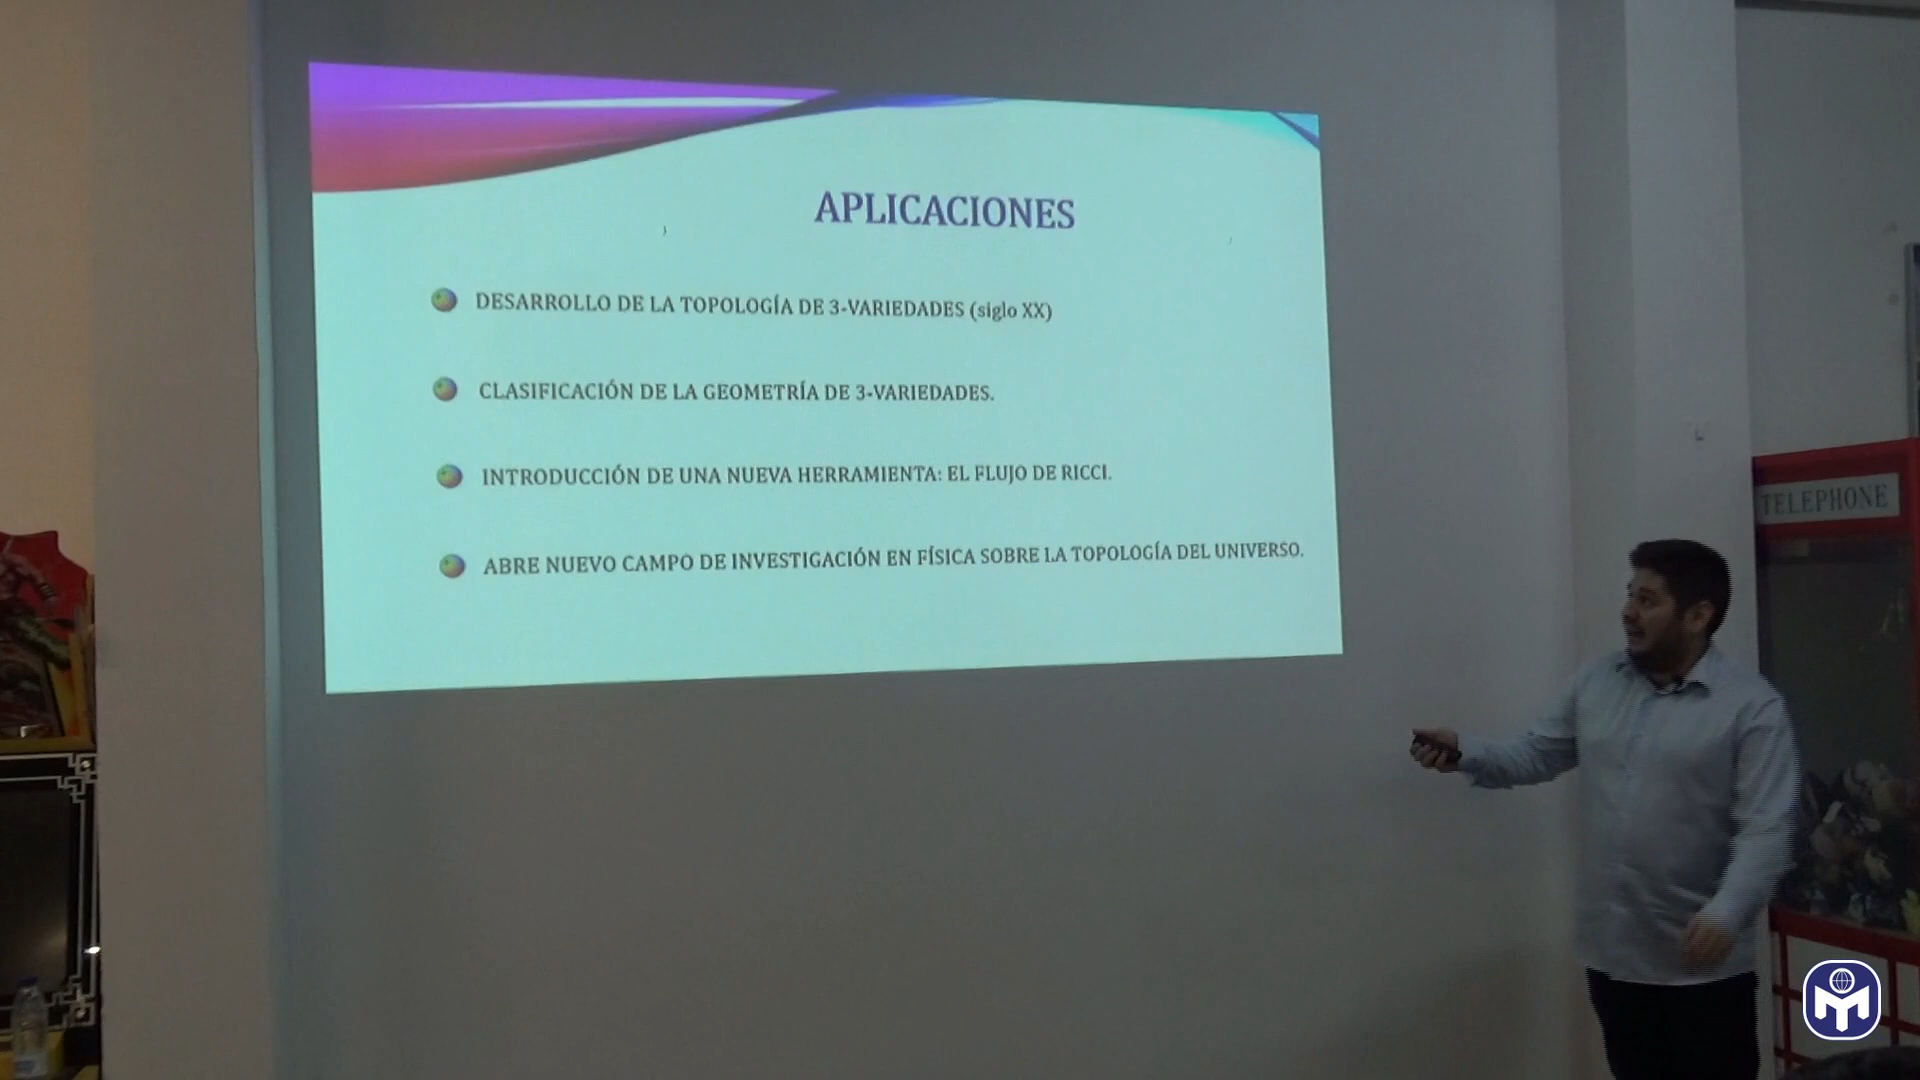 APLICACIONES
DESARROLLO DE LA TOPOLOGÍA DE 3-VARIEDADES (siglo XX)
CLASIFICACIÓN DE LA GEOMETRÍA DE 3-VARIEDADES.
INTRODUCCIÓN DE UNA NUEVA HERRAMIENTA: EL FLUJO DE RICCI.
ABRE NUEVO CAMPO DE INVESTIGACIÓN EN FÍSICA SOBRE LA TOPOLOGÍA DEL UNIVERSO.
TELEPHONE